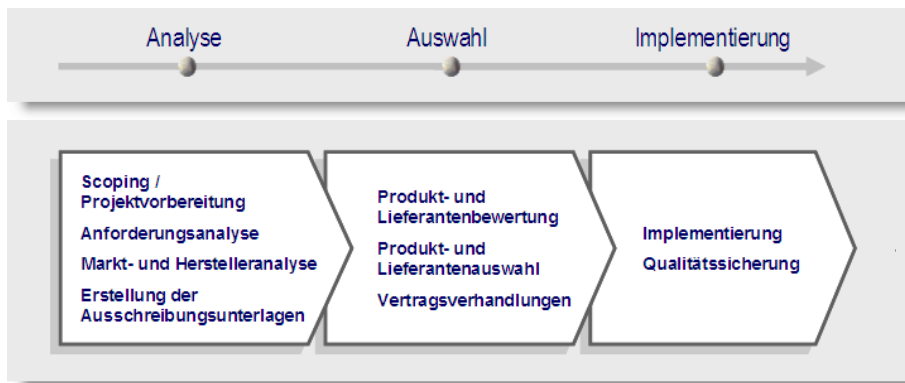 Analyse
Auswahl
Implementierung
Scoping /
Projektvorbereitung
Anforderungsanalyse
Markt- und Herstelleranalyse
Erstellung der
Ausschreibungsunterlagen
Produkt- und
Lieferantenbewertung
Produkt- und
Lieferantenauswahl
Vertragsverhandlungen
Implementierung
Qualitätssicherung